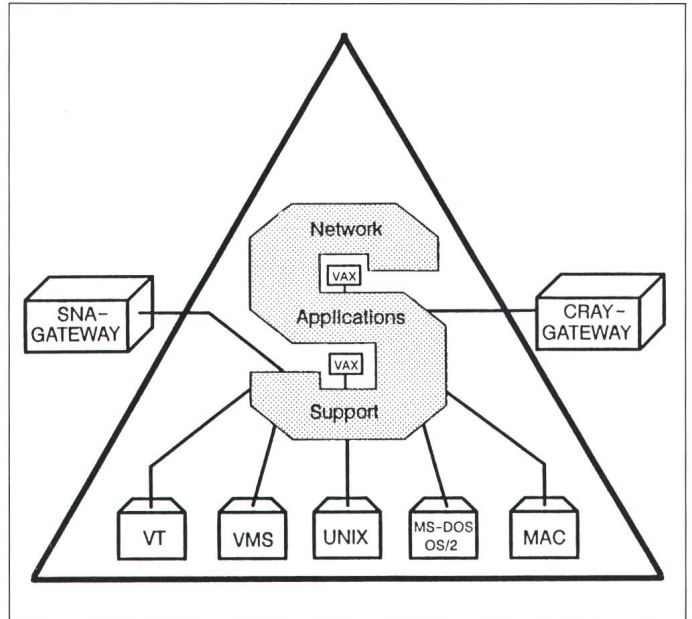 Network
VAX
SNA-
GATEWAY
Applications
CRAY-
GATEWAY
VAX
Support
VT
VMS
UNIX
MS-DOS
OS/2
MAC